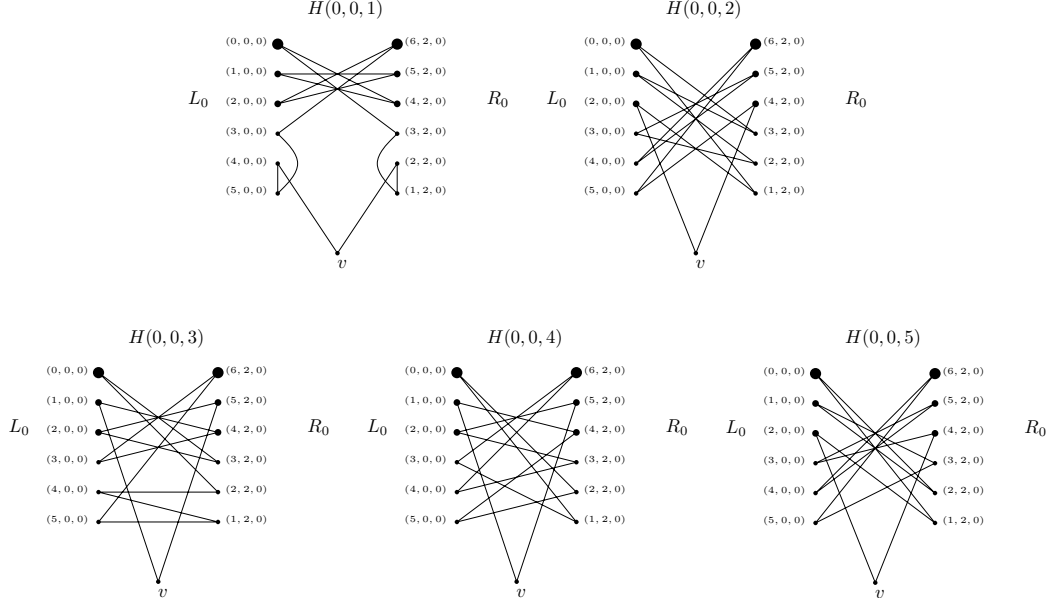 H(0, 0, 1)
(0, 0, 0) (6, 2, 0)
(1, 0, 0) (5, 2, 0)
L₀ (2, 0, 0) (4, 2, 0) R₀
(3, 0, 0) (3, 2, 0)
(4, 0, 0) (2, 2, 0)
(5, 0, 0) (1, 2, 0)
v
H(0, 0, 2)
(0, 0, 0) (6, 2, 0)
(1, 0, 0) (5, 2, 0)
L₀ (2, 0, 0) (4, 2, 0) R₀
(3, 0, 0) (3, 2, 0)
(4, 0, 0) (2, 2, 0)
(5, 0, 0) (1, 2, 0)
v
H(0, 0, 3)
(0, 0, 0) (6, 2, 0)
(1, 0, 0) (5, 2, 0)
L₀ (2, 0, 0) (4, 2, 0) R₀
(3, 0, 0) (3, 2, 0)
(4, 0, 0) (2, 2, 0)
(5, 0, 0) (1, 2, 0)
v
H(0, 0, 4)
(0, 0, 0) (6, 2, 0)
(1, 0, 0) (5, 2, 0)
L₀ (2, 0, 0) (4, 2, 0) R₀
(3, 0, 0) (3, 2, 0)
(4, 0, 0) (2, 2, 0)
(5, 0, 0) (1, 2, 0)
v
H(0, 0, 5)
(0, 0, 0) (6, 2, 0)
(1, 0, 0) (5, 2, 0)
L₀ (2, 0, 0) (4, 2, 0) R₀
(3, 0, 0) (3, 2, 0)
(4, 0, 0) (2, 2, 0)
(5, 0, 0) (1, 2, 0)
v